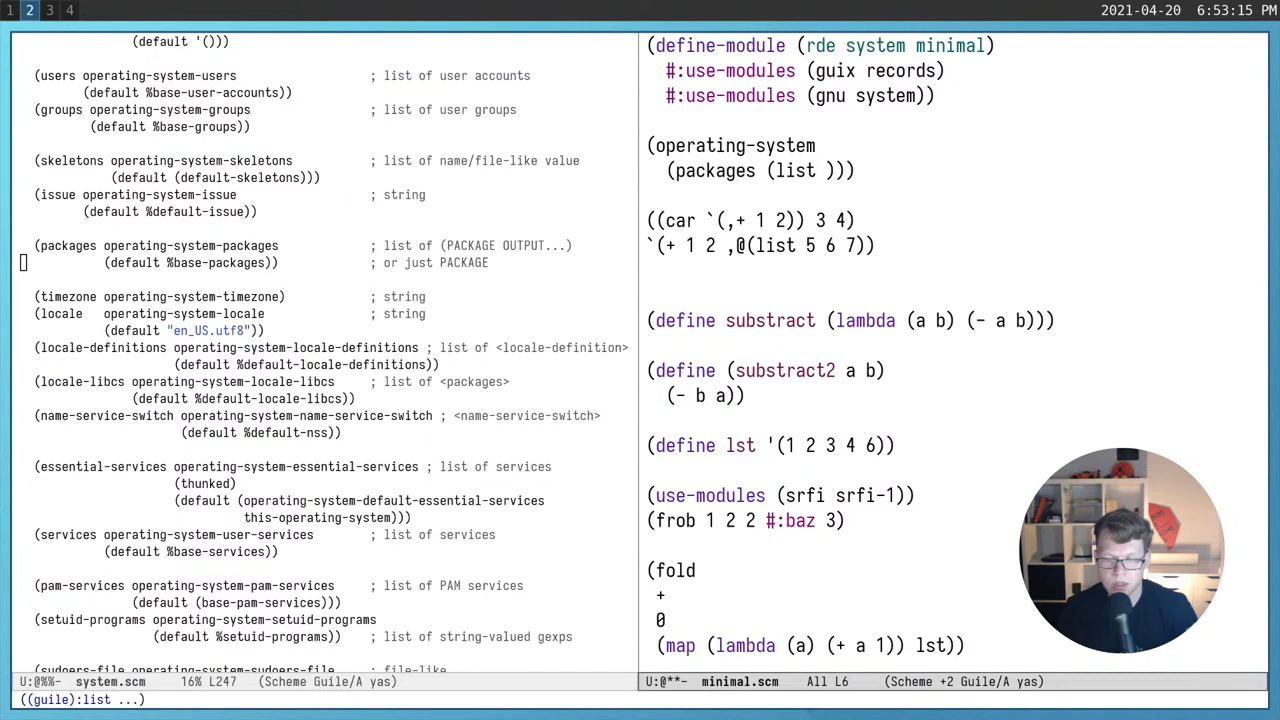 1 2 3 4
2021-04-20 6:53:15 PM
(default '()))
(users operating-system-users ; list of user accounts
(default %base-user-accounts))
(groups operating-system-groups ; list of user groups
(default %base-groups))
(skeletons operating-system-skeletons ; list of name/file-like value
(default (default-skeletons)))
(issue operating-system-issue ; string
(default %default-issue))
(packages operating-system-packages ; list of (PACKAGE OUTPUT...)
(default %base-packages)) ; or just PACKAGE
(timezone operating-system-timezone) ; string
(locale operating-system-locale ; string
(default "en_US.utf8"))
(locale-definitions operating-system-locale-definitions ; list of <locale-definition>
(default %default-locale-definitions))
(locale-libcs operating-system-locale-libcs ; list of <packages>
(default %default-locale-libcs))
(name-service-switch operating-system-name-service-switch ; <name-service-switch>
(default %default-nss))
(essential-services operating-system-essential-services ; list of services
(thunked)
(default (operating-system-default-essential-services
this-operating-system)))
(services operating-system-user-services ; list of services
(default %base-services))
(pam-services operating-system-pam-services ; list of PAM services
(default (base-pam-services)))
(setuid-programs operating-system-setuid-programs
(default %setuid-programs)) ; list of string-valued gexps
(sudoers-file operating-system-sudoers-file ; file-like
U:@%%- system.scm 16% L247 (Scheme Guile/A yas)
(define-module (rde system minimal)
#:use-modules (guix records)
#:use-modules (gnu system))
(operating-system
(packages (list )))
((car `(,+ 1 2)) 3 4)
`(+ 1 2 ,@(list 5 6 7))
(define substract (lambda (a b) (- a b)))
(define (substract2 a b)
(- b a))
(define lst '(1 2 3 4 6))
(use-modules (srfi srfi-1))
(frob 1 2 2 #:baz 3)
(fold
+
0
(map (lambda (a) (+ a 1)) lst))
U:@**- minimal.scm All L6 (Scheme +2 Guile/A yas)
((guile):list ...)